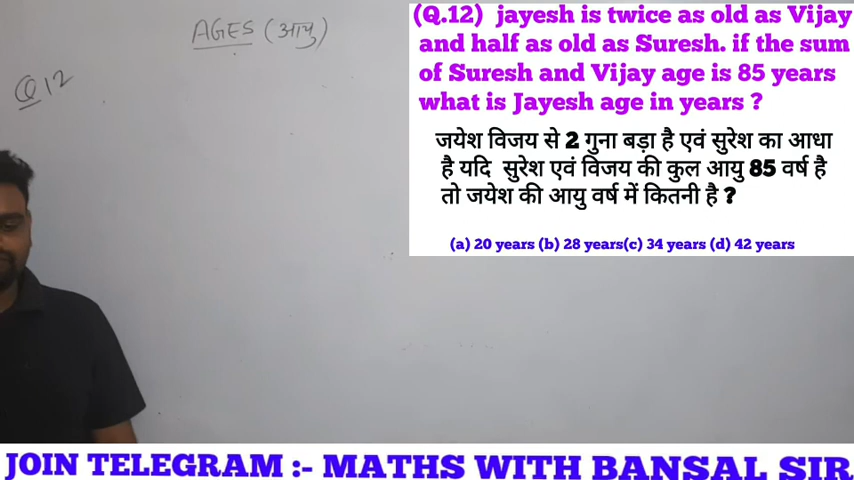 AGES (आयु)
Q12
(Q.12) jayesh is twice as old as Vijay
and half as old as Suresh. if the sum
of Suresh and Vijay age is 85 years
what is Jayesh age in years ?
जयेश विजय से 2 गुना बड़ा है एवं सुरेश का आधा
है यदि सुरेश एवं विजय की कुल आयु 85 वर्ष है
तो जयेश की आयु वर्ष में कितनी है ?
(a) 20 years (b) 28 years(c) 34 years (d) 42 years
JOIN TELEGRAM :- MATHS WITH BANSAL SIR